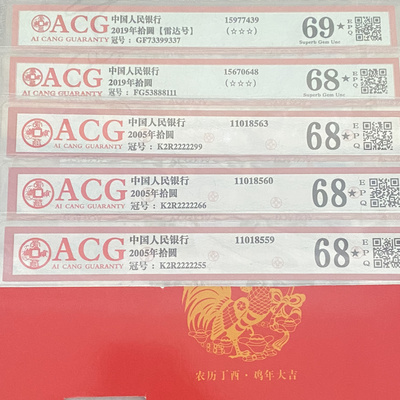 ACG
AI CANG GUARANTY
中国人民银行
2019年拾圆【雷达号】
冠号：GF73399337
15977439
(☆☆☆)
69★
EPQ
Superb Gem Unc
ACG
AI CANG GUARANTY
中国人民银行
2019年拾圆
冠号：FG53888111
15670648
(☆☆☆)
68★
EPQ
Superb Gem Unc
ACG
AI CANG GUARANTY
中国人民银行
2005年拾圆
冠号：K2R2222299
11018563
68★
EPQ
ACG
AI CANG GUARANTY
中国人民银行
2005年拾圆
冠号：K2R2222266
11018560
68★
EPQ
ACG
AI CANG GUARANTY
中国人民银行
2005年拾圆
冠号：K2R2222255
11018559
68★
EPQ
农历丁酉·鸡年大吉